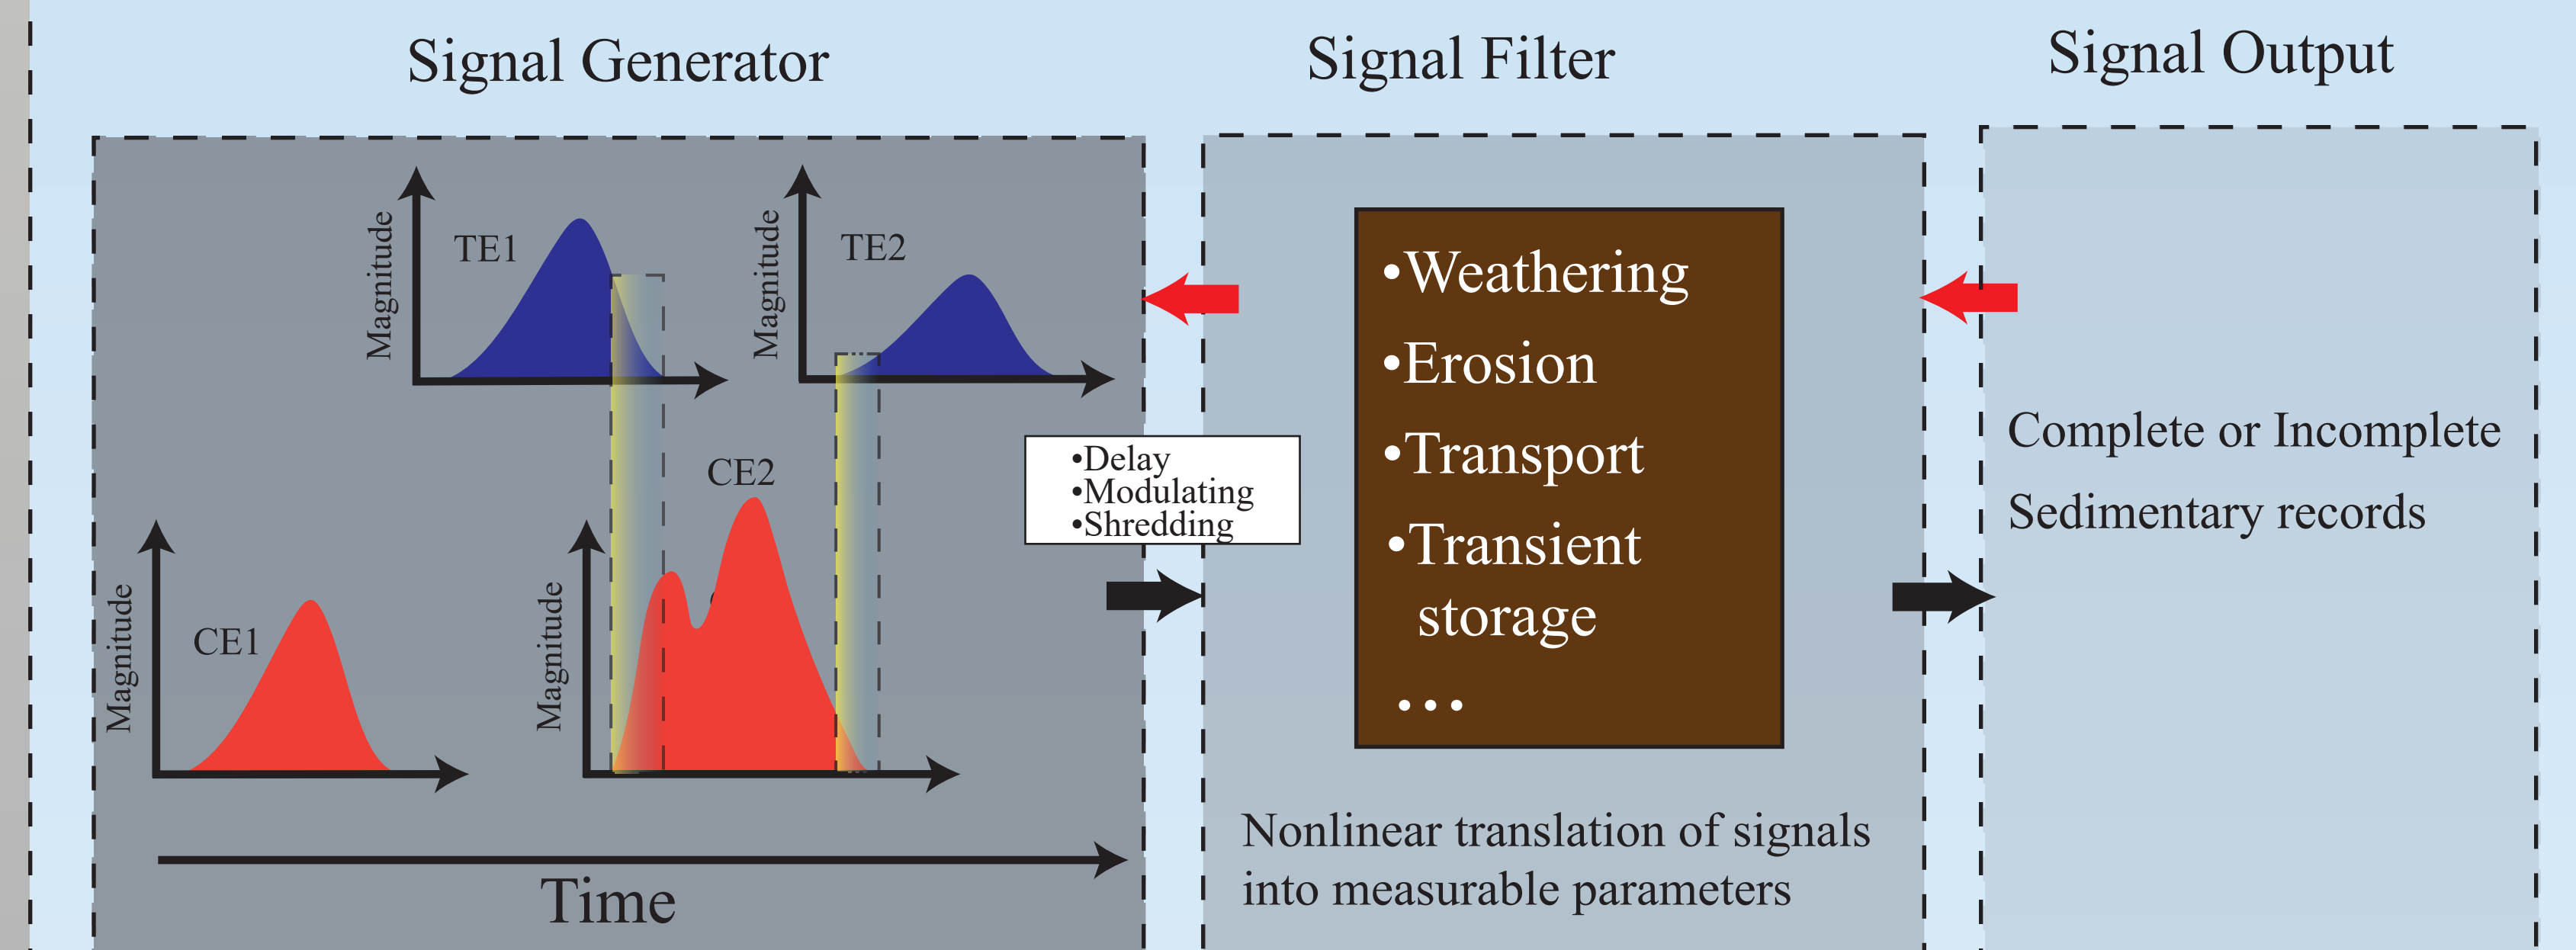 Signal Generator
Signal Filter
Signal Output
Magnitude
TE1
Magnitude
TE2
Magnitude
CE1
Magnitude
CE2
Time
•Delay
•Modulating
•Shredding
•Weathering
•Erosion
•Transport
•Transient
storage
...
Nonlinear translation of signals
into measurable parameters
Complete or Incomplete
Sedimentary records